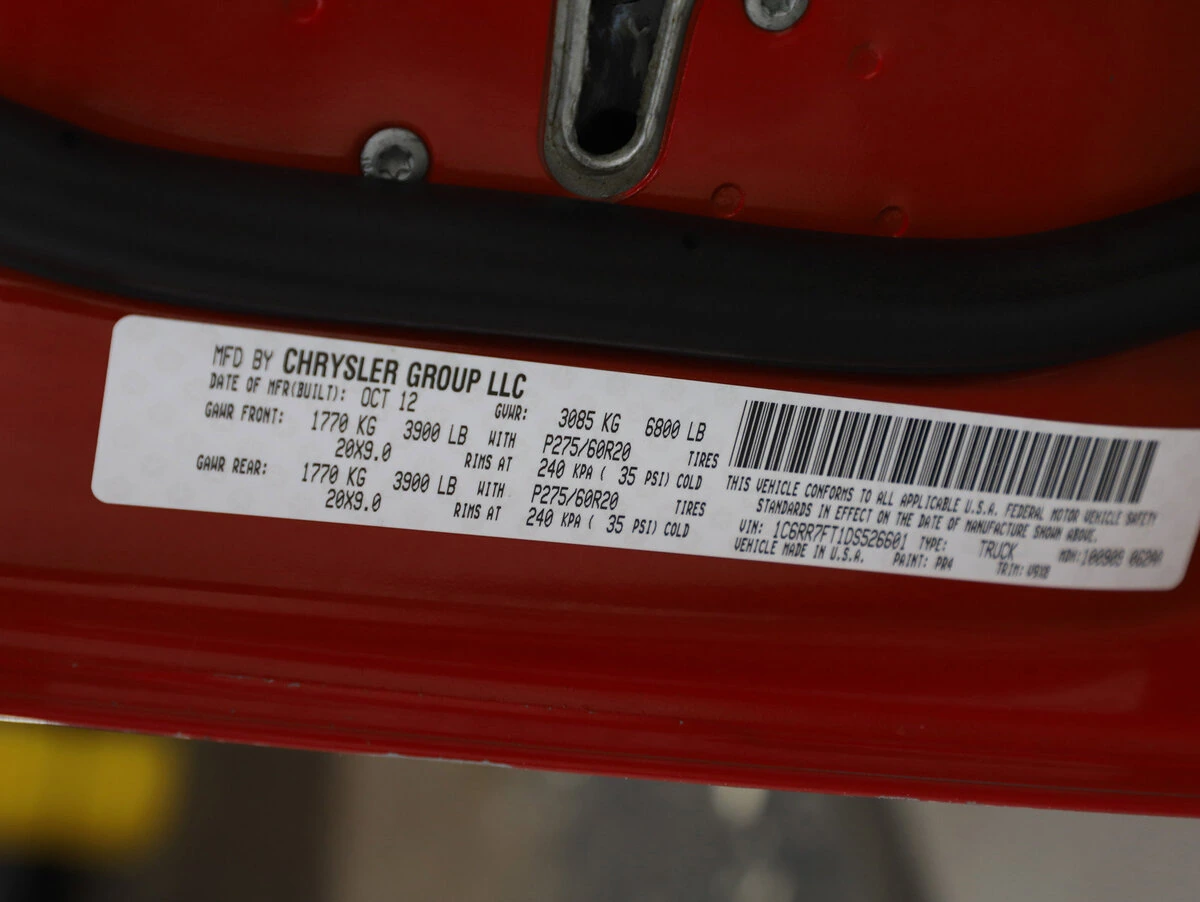 MFD BY CHRYSLER GROUP LLC
DATE OF MFR(BUILT): OCT 12 GVWR: 3085 KG 6800 LB
GAWR FRONT: 1770 KG 3900 LB WITH P275/60R20 TIRES
20X9.0 RIMS AT 240 KPA ( 35 PSI) COLD
GAWR REAR: 1770 KG 3900 LB WITH P275/60R20 TIRES
20X9.0 RIMS AT 240 KPA ( 35 PSI) COLD
THIS VEHICLE CONFORMS TO ALL APPLICABLE U.S.A. FEDERAL MOTOR VEHICLE SAFETY
STANDARDS IN EFFECT ON THE DATE OF MANUFACTURE SHOWN ABOVE.
VIN: 1C6RR7FT1DS526601 TYPE: TRUCK MDH:100909
VEHICLE MADE IN U.S.A. PAINT: PR4 TRIM: